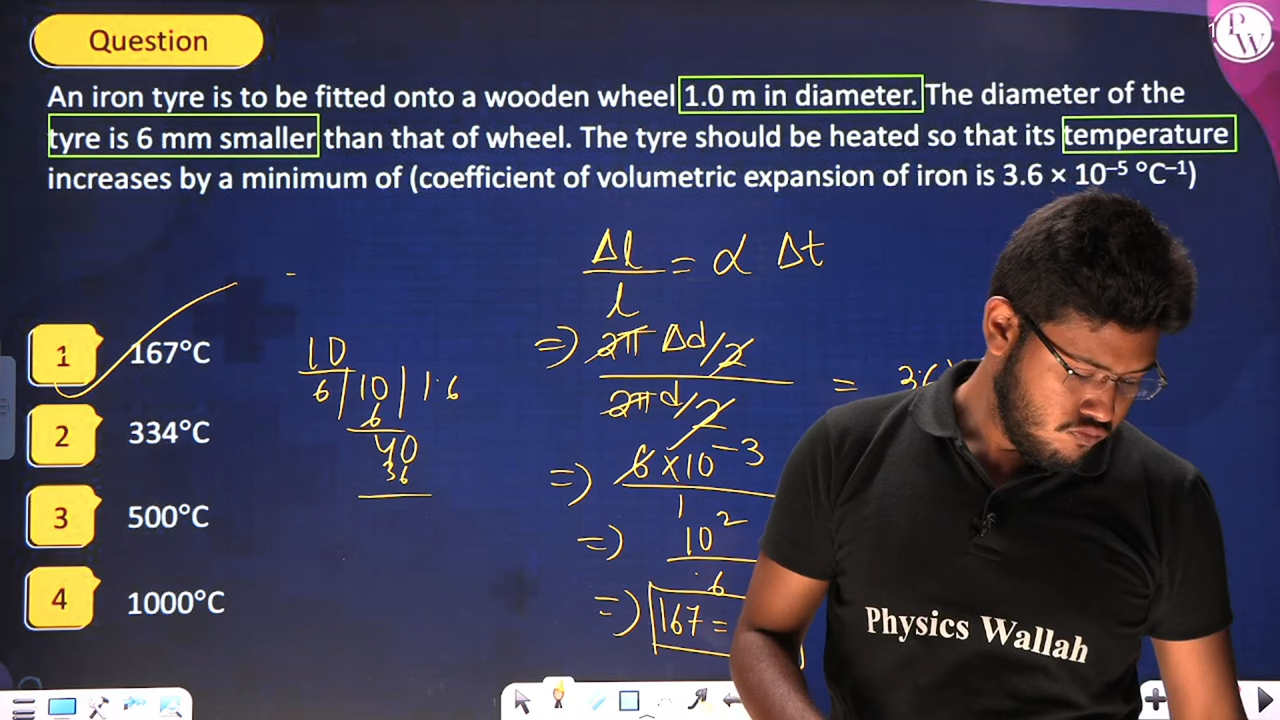 Question
PW
An iron tyre is to be fitted onto a wooden wheel 1.0 m in diameter. The diameter of the
tyre is 6 mm smaller than that of wheel. The tyre should be heated so that its temperature
increases by a minimum of (coefficient of volumetric expansion of iron is 3.6 × 10⁻⁵ °C⁻¹)
Δl/l = α Δt
1 167°C
2 334°C
3 500°C
4 1000°C
10
6 | 10 | 1.6
6
40
36
=) 2π Δd/2 / 2π d/2 =
=) 6 × 10⁻³ / 1
=) 10² / .6
=) 167 =
Physics Wallah